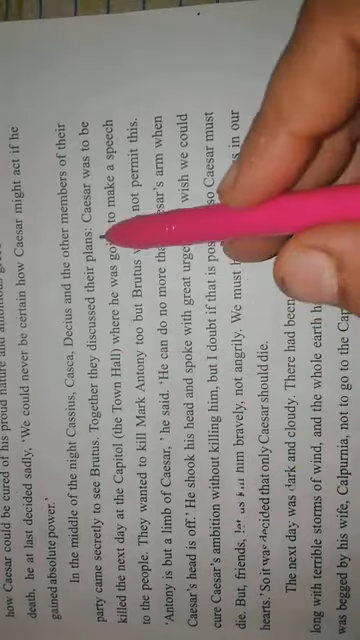 how Caesar could be cured of his proud nature and ambitious
death, he at last decided sadly, 'We could never be certain how Caesar might act if he
gained absolute power.'
In the middle of the night Cassius, Casca, Decius and the other members of their
party came secretly to see Brutus. Together they discussed their plans: Caesar was to be
killed the next day at the Capitol (the Town Hall) where he was go to make a speech
to the people. They wanted to kill Mark Antony too but Brutus not permit this.
'Antony is but a limb of Caesar, ' he said. 'He can do no more tha esar's arm when
Caesar's head is off.' He shook his head and spoke with great urge wish we could
cure Caesar's ambition without killing him, but I doubt if that is pos so Caesar must
die. But, friends, let us kill him bravely, not angrily. We must in our
hearts.' So it was decided that only Caesar should die.
The next day was dark and cloudy. There had been
long with terrible storms of wind, and the whole earth h
was begged by his wife, Calpurnia, not to go to the Cap